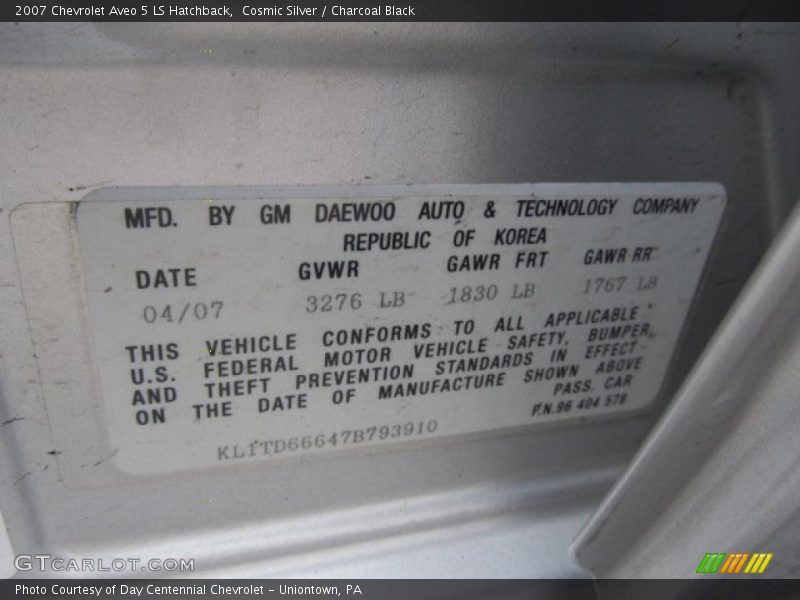 2007 Chevrolet Aveo 5 LS Hatchback,  Cosmic Silver / Charcoal Black
MFD. BY GM DAEWOO AUTO & TECHNOLOGY COMPANY
REPUBLIC OF KOREA
DATE GVWR GAWR FRT GAWR RR
04/07 3276 LB 1830 LB 1767 LB
THIS VEHICLE CONFORMS TO ALL APPLICABLE
U.S. FEDERAL MOTOR VEHICLE SAFETY, BUMPER,
AND THEFT PREVENTION STANDARDS IN EFFECT
ON THE DATE OF MANUFACTURE SHOWN ABOVE
PASS. CAR
P.N.96 404 578
KL1TD66647B793910
GTCARLOT.COM
Photo Courtesy of Day Centennial Chevrolet - Uniontown, PA